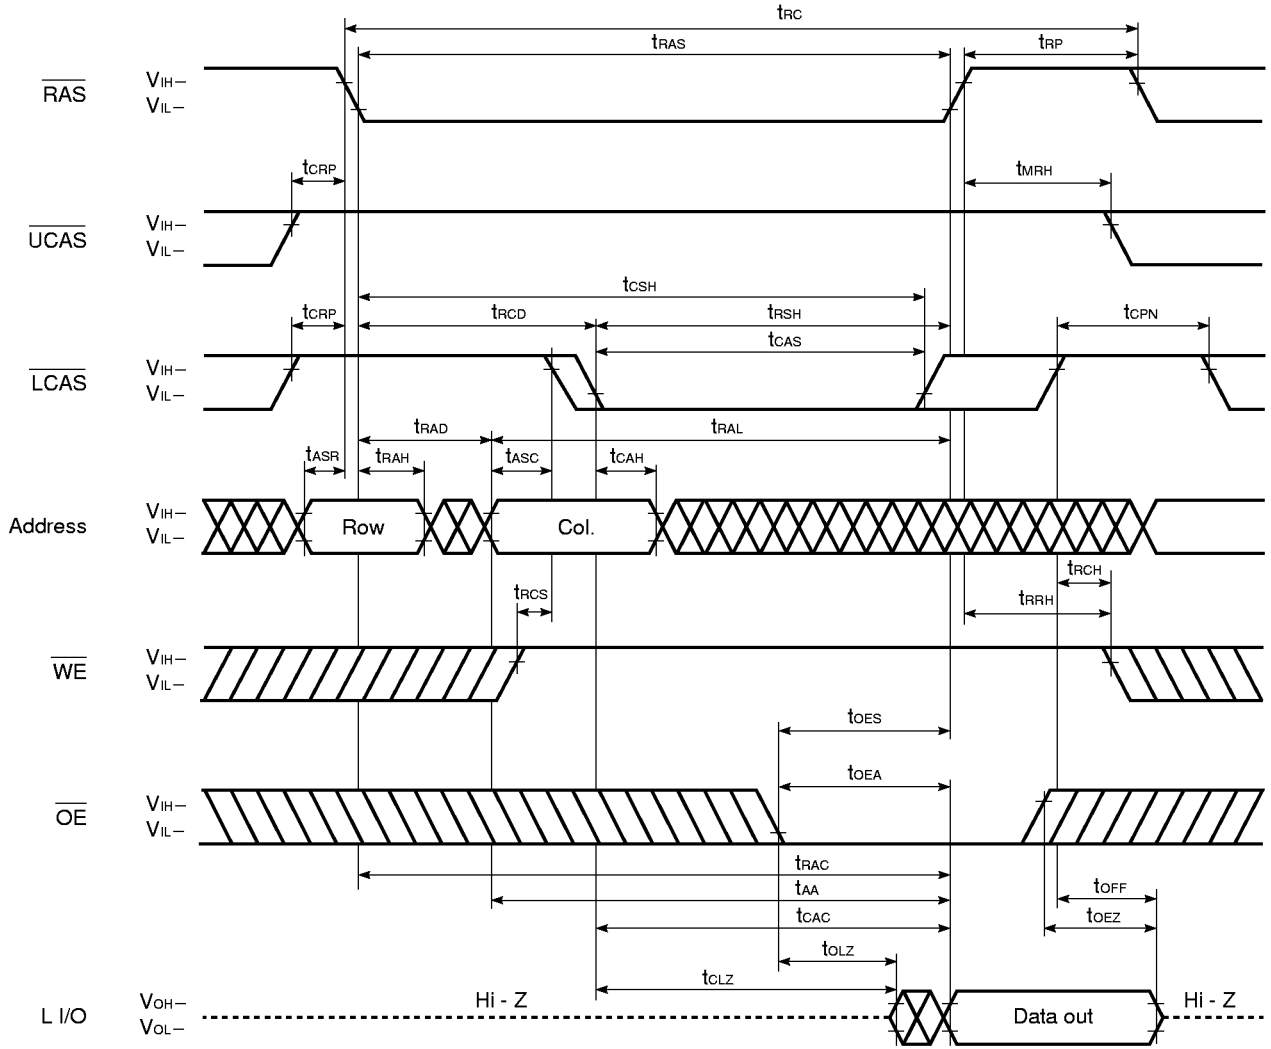 tRC
tRAS
tRP
RAS
VIH–
VIL–
tCRP
tMRH
UCAS
VIH–
VIL–
tCSH
tCRP
tRCD
tRSH
tCPN
tCAS
LCAS
VIH–
VIL–
tRAD
tRAL
tASR
tRAH
tASC
tCAH
Address
VIH–
VIL–
Row
Col.
tRCH
tRCS
tRRH
WE
VIH–
VIL–
tOES
tOEA
OE
VIH–
VIL–
tRAC
tAA
tOFF
tCAC
tOEZ
tOLZ
tCLZ
L I/O
VOH–
VOL–
Hi - Z
Data out
Hi - Z